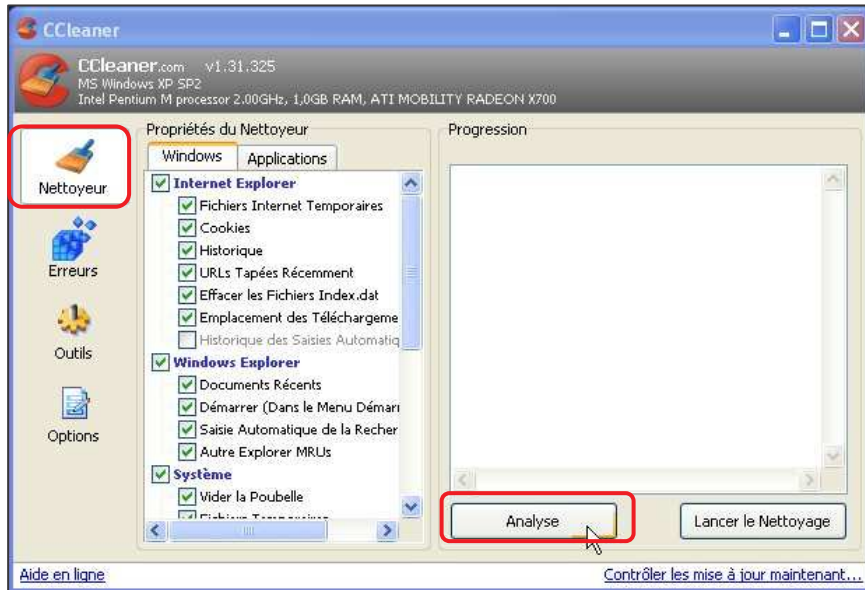 CCleaner
CCleaner.com v1.31.325
MS Windows XP SP2
Intel Pentium M processor 2.00GHz, 1,0GB RAM, ATI MOBILITY RADEON X700
Nettoyeur
Erreurs
Outils
Options
Propriétés du Nettoyeur
Windows
Applications
Internet Explorer
Fichiers Internet Temporaires
Cookies
Historique
URLs Tapées Récemment
Effacer les Fichiers Index.dat
Emplacement des Téléchargeme
Historique des Saisies Automatiq
Windows Explorer
Documents Récents
Démarrer (Dans le Menu Démarr
Saisie Automatique de la Recher
Autre Explorer MRUs
Système
Vider la Poubelle
Fichiers Temporaires
Progression
Analyse
Lancer le Nettoyage
Aide en ligne
Contrôler les mise à jour maintenant...